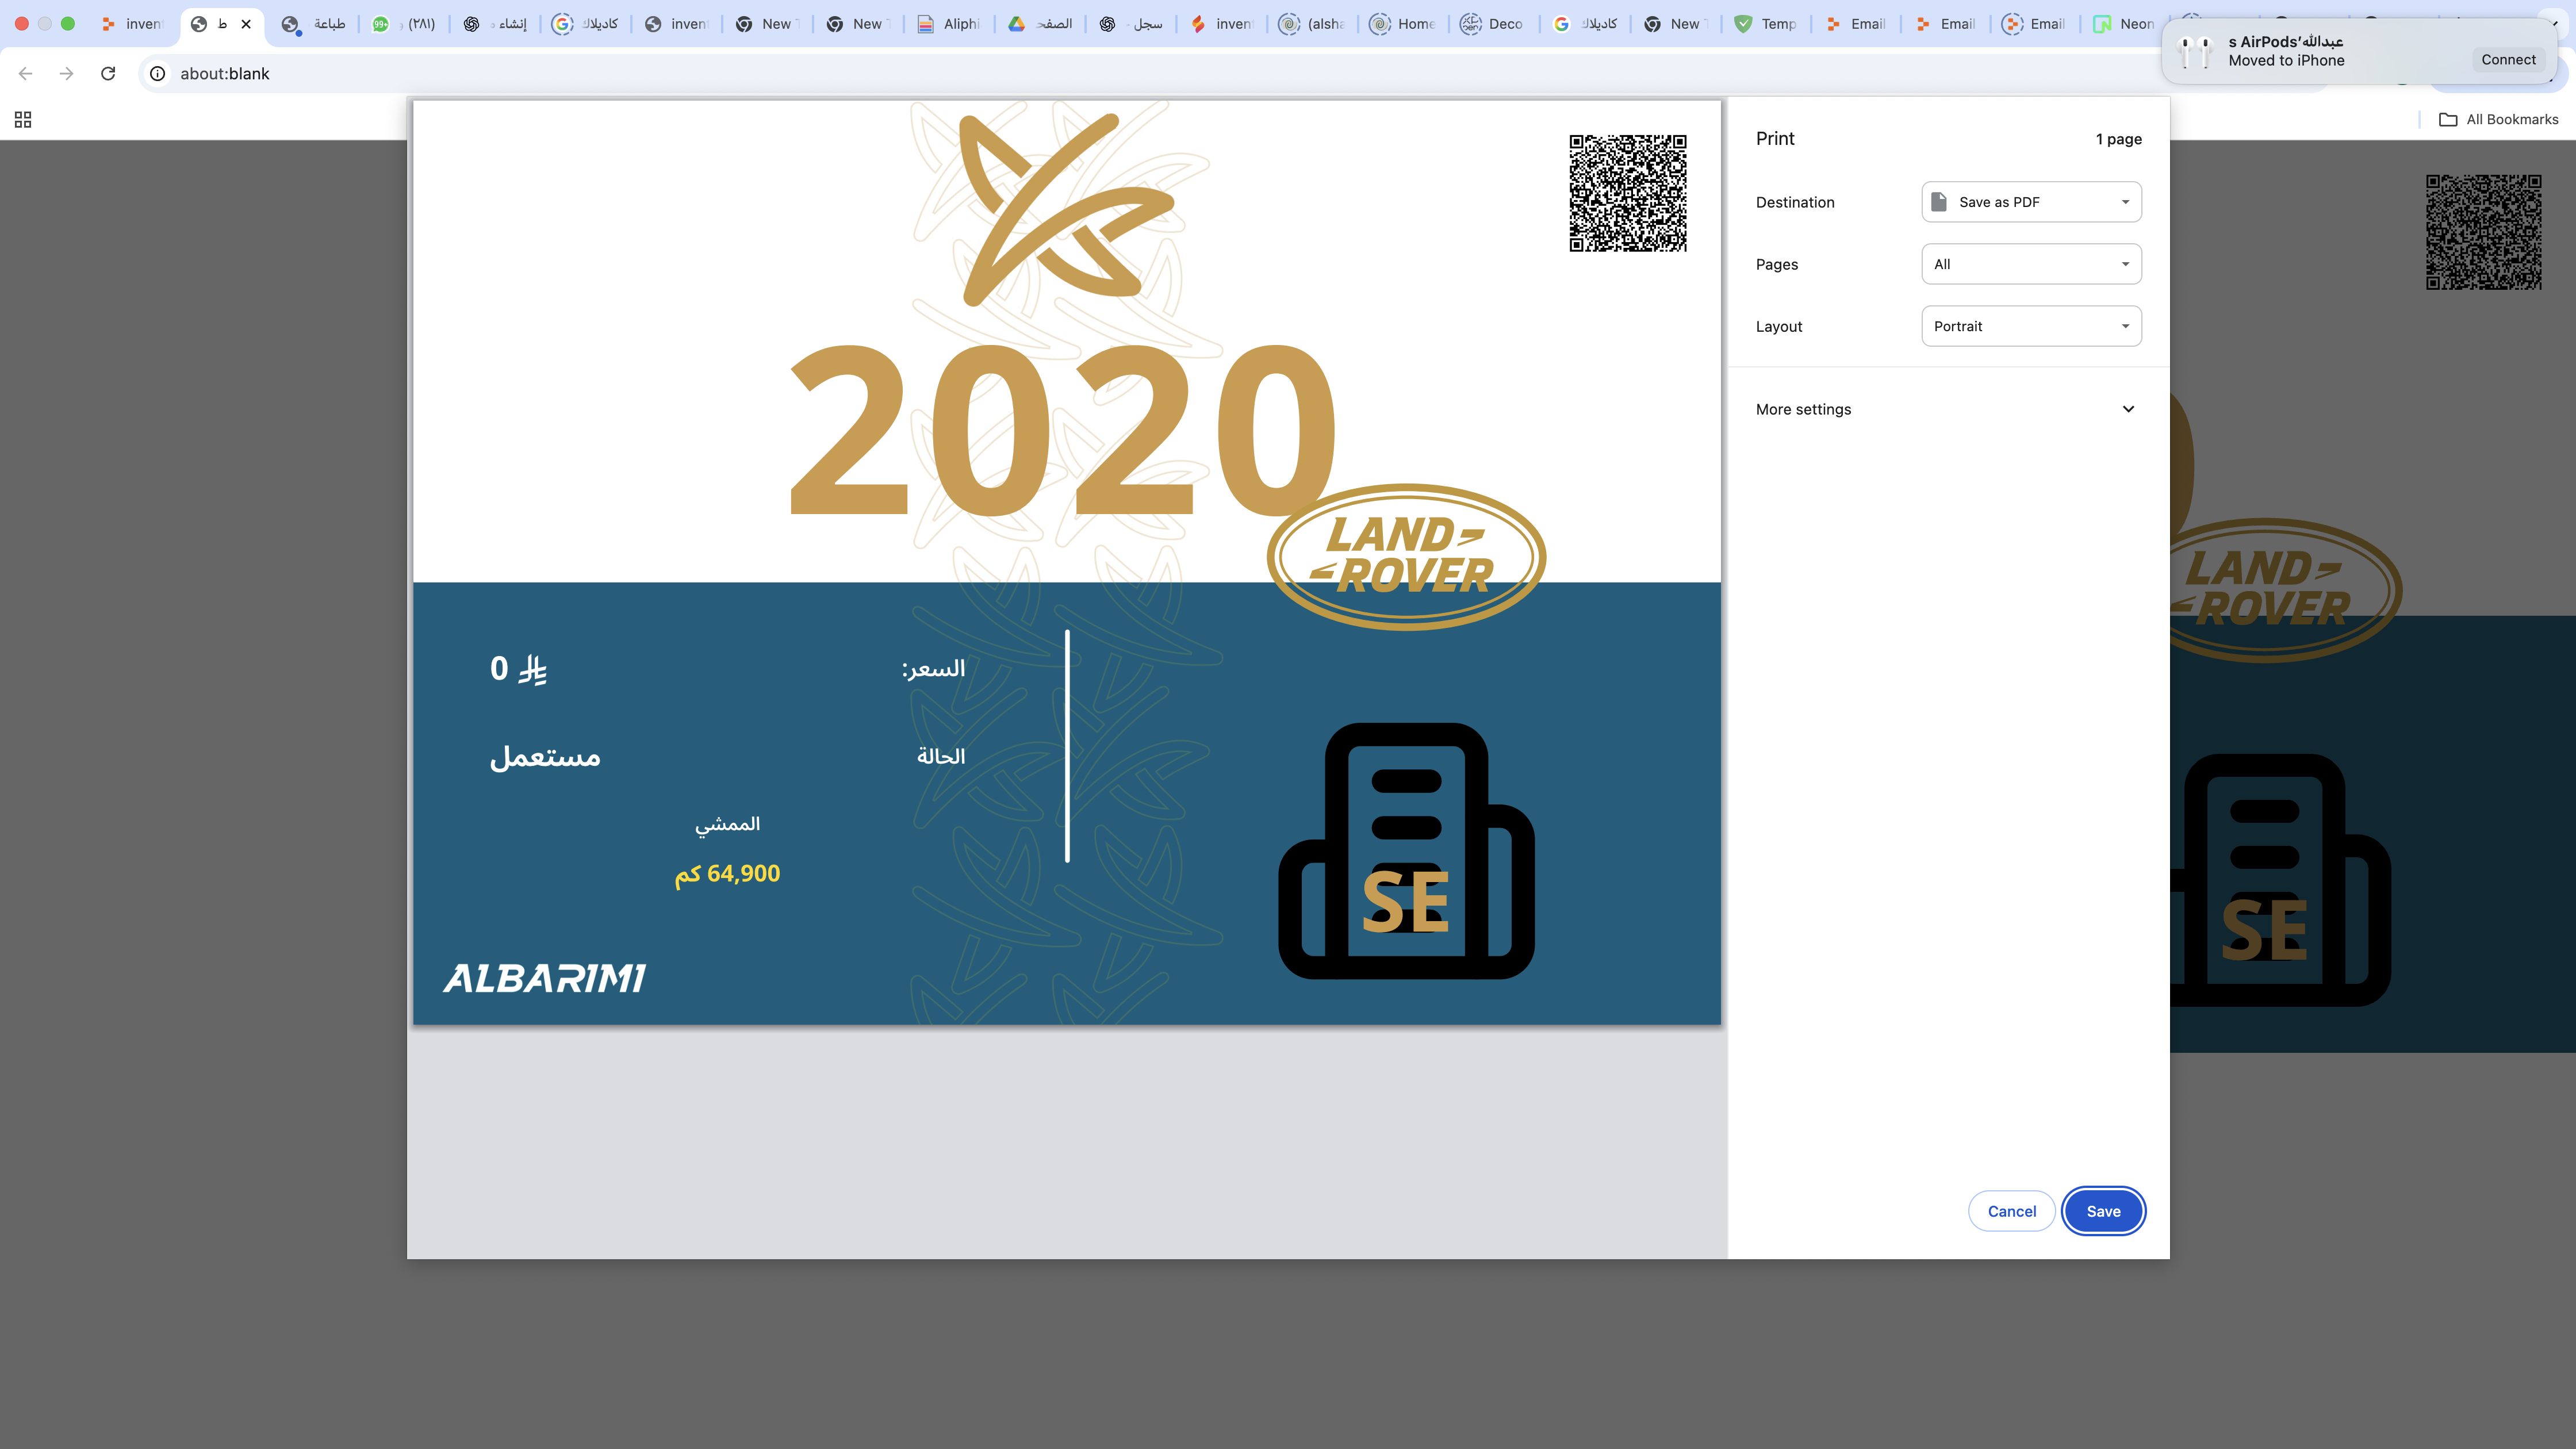 inven
ط
طباعة
(٢٨١) و
إنشاء
كاديلاك
inven
New T
New T
Aliphi
الصفح
سجل -
inven
(alsha
Home
Deco
كاديلاك
New T
Temp
Email
Email
Email
Neon
about:blank
عبدالله’s AirPods
Moved to iPhone
Connect
All Bookmarks
2020
LAND
ROVER
السعر:
0
الحالة
مستعمل
الممشي
64,900 كم
SE
ALBARIMI
Print
1 page
Destination
Save as PDF
Pages
All
Layout
Portrait
More settings
Cancel
Save
LAND
ROVER
SE